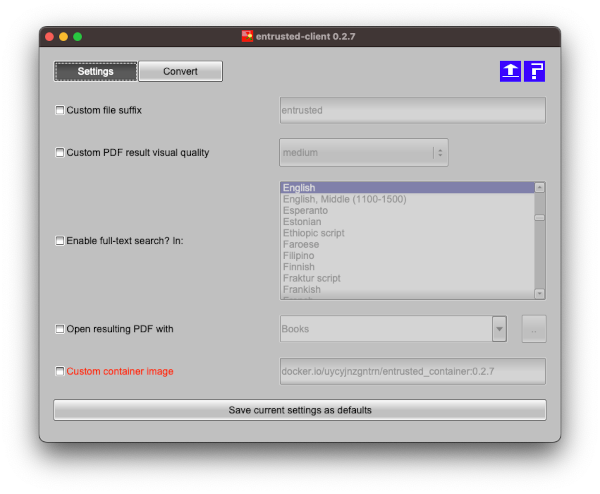 entrusted-client 0.2.7
Settings
Convert
Custom file suffix
entrusted
Custom PDF result visual quality
medium
Enable full-text search? In:
English
English, Middle (1100-1500)
Esperanto
Estonian
Ethiopic script
Faroese
Filipino
Finnish
Fraktur script
Frankish
Open resulting PDF with
Books
..
Custom container image
docker.io/uycyjnzgntrn/entrusted_container:0.2.7
Save current settings as defaults